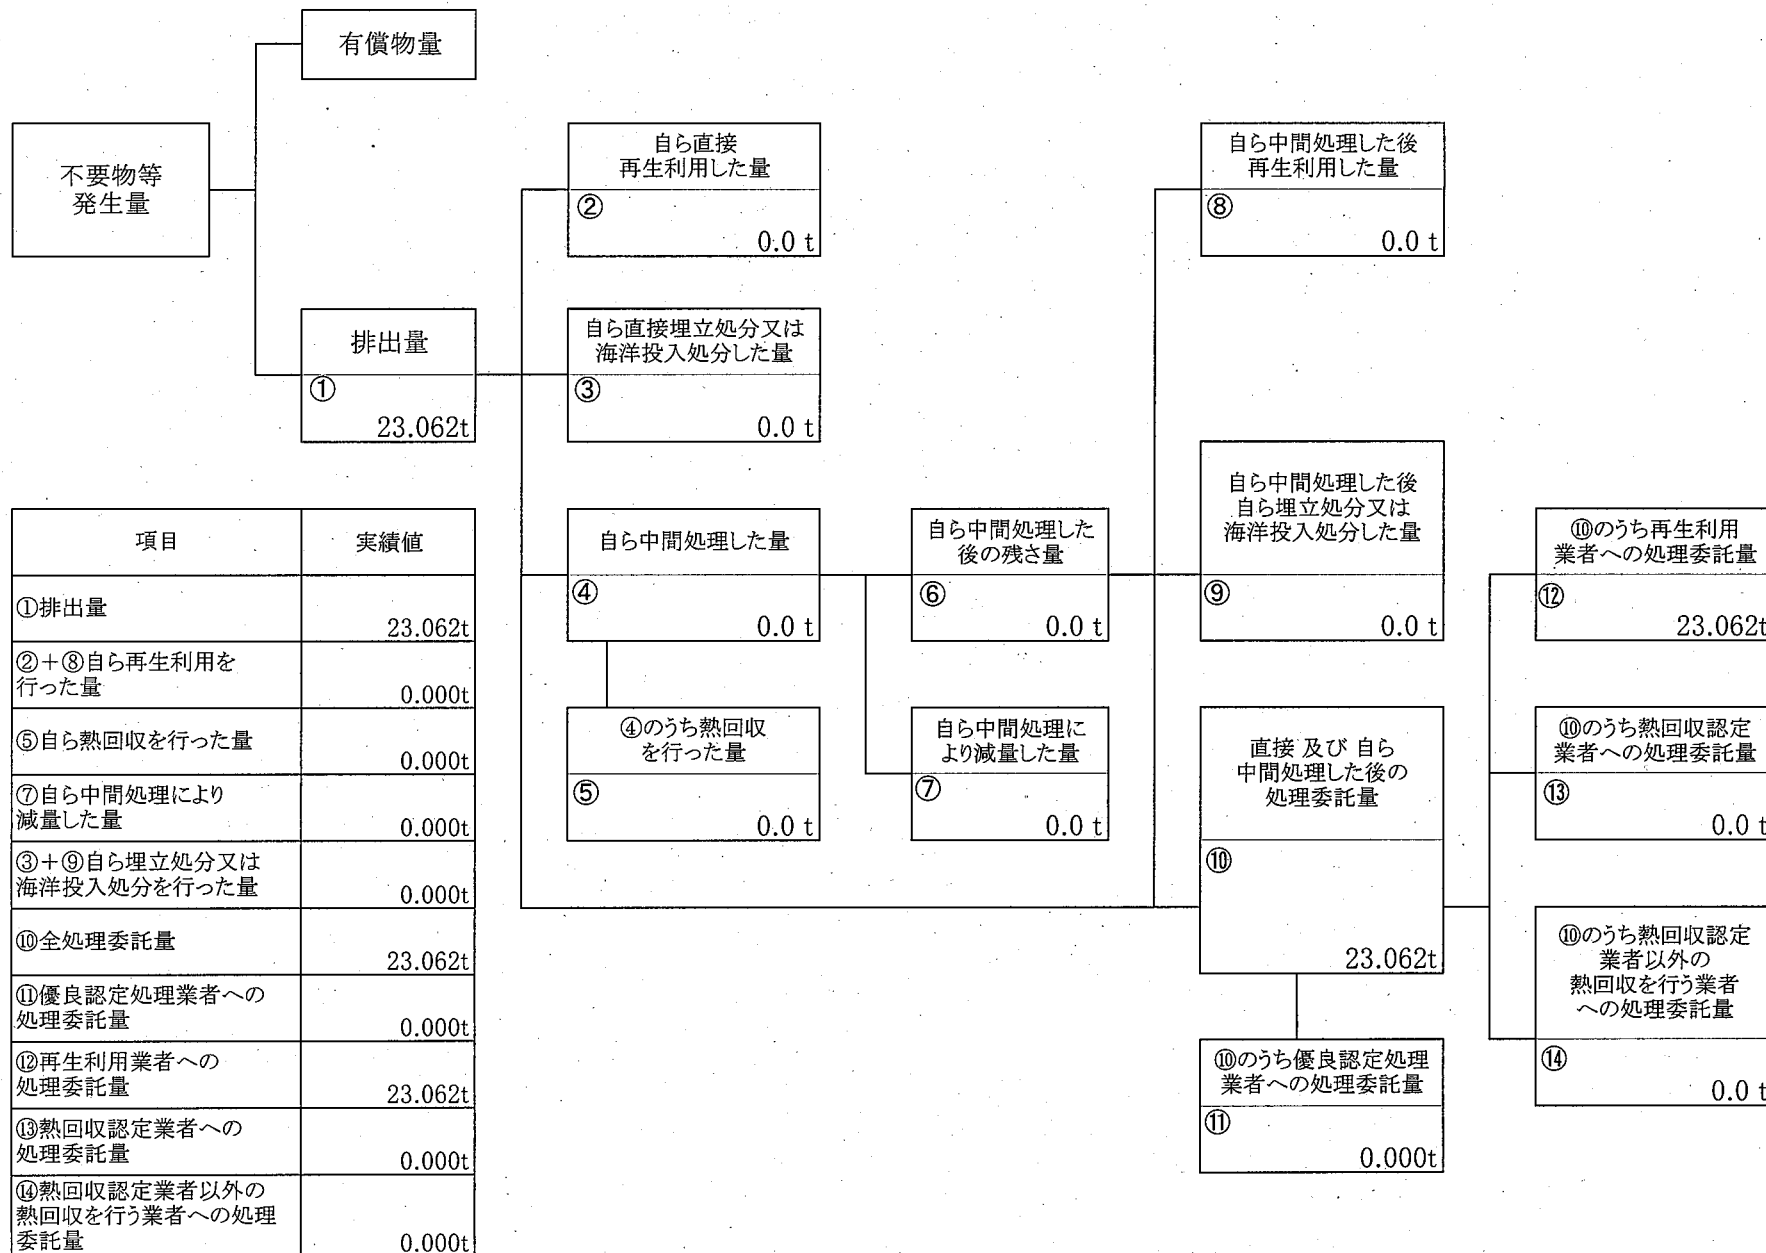 有償物量
不要物等
発生量
排出量
①
23.062t
自ら直接
再生利用した量
②
0.0 t
自ら直接埋立処分又は
海洋投入処分した量
③
0.0 t
自ら中間処理した量
④
0.0 t
④のうち熱回収
を行った量
⑤
0.0 t
自ら中間処理した
後の残さ量
⑥
0.0 t
自ら中間処理に
より減量した量
⑦
0.0 t
自ら中間処理した後
再生利用した量
⑧
0.0 t
自ら中間処理した後
自ら埋立処分又は
海洋投入処分した量
⑨
0.0 t
直接 及び 自ら
中間処理した後の
処理委託量
⑩
23.062t
⑩のうち優良認定処理
業者への処理委託量
⑪
0.000t
⑩のうち再生利用
業者への処理委託量
⑫
23.062t
⑩のうち熱回収認定
業者への処理委託量
⑬
0.0 t
⑩のうち熱回収認定
業者以外の
熱回収を行う業者
への処理委託量
⑭
0.0 t
項目 実績値
①排出量
23.062t
②+⑧自ら再生利用を
行った量
0.000t
⑤自ら熱回収を行った量
0.000t
⑦自ら中間処理により
減量した量
0.000t
③+⑨自ら埋立処分又は
海洋投入処分を行った量
0.000t
⑩全処理委託量
23.062t
⑪優良認定処理業者への
処理委託量
0.000t
⑫再生利用業者への
処理委託量
23.062t
⑬熱回収認定業者への
処理委託量
0.000t
⑭熱回収認定業者以外の
熱回収を行う業者への処理
委託量
0.000t